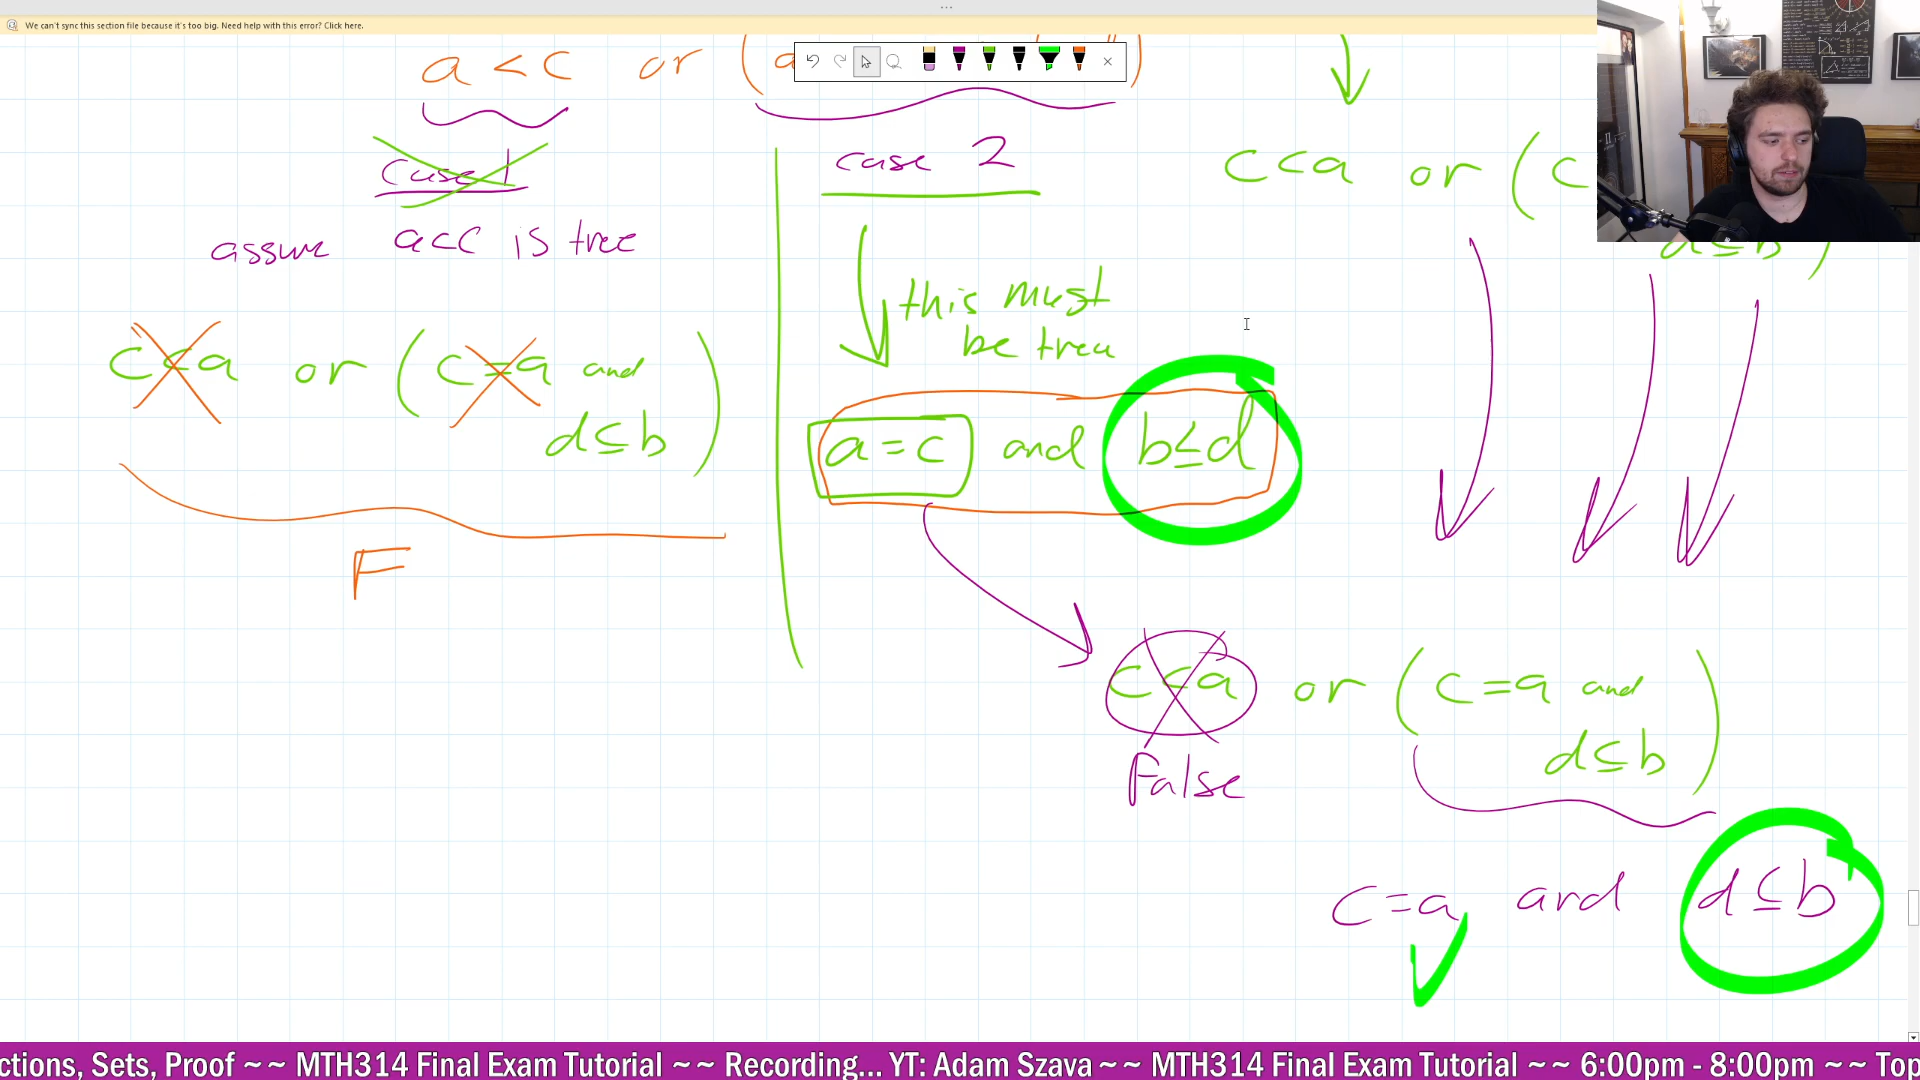 We can't sync this section file because it's too big. Need help with this error? Click here.
a < c or (a
case 1
assume a<c is true
c<a or (c=a and
d≤b)
F
case 2
this must
be true
a=c and b≤d
c<a or (c
d≤b)
c<a or (c=a and
d≤b)
False
c=a and d≤b
ctions, Sets, Proof ~~ MTH314 Final Exam Tutorial ~~ Recording... YT: Adam Szava ~~ MTH314 Final Exam Tutorial ~~ 6:00pm - 8:00pm ~~ Top